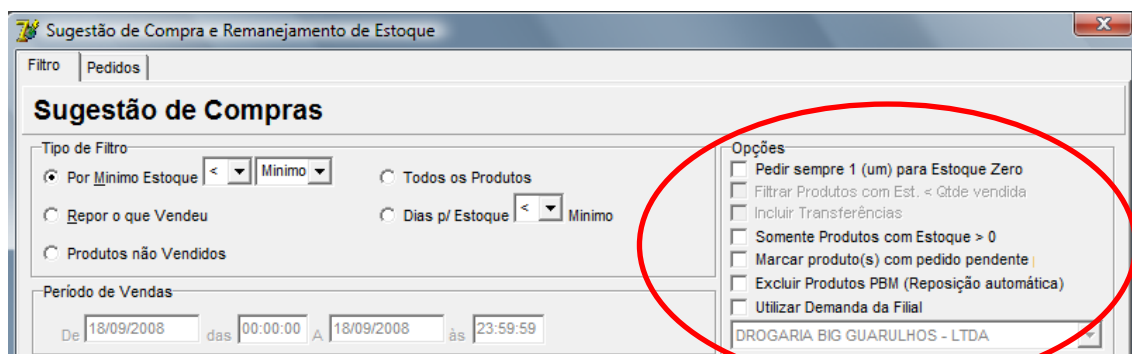 Sugestão de Compra e Remanejamento de Estoque
Filtro Pedidos
Sugestão de Compras
Tipo de Filtro
Por Minimo Estoque < Minimo
Todos os Produtos
Repor o que Vendeu
Dias p/ Estoque < Minimo
Produtos não Vendidos
Período de Vendas
De 18/09/2008 das 00:00:00 A 18/09/2008 às 23:59:59
Opções
Pedir sempre 1 (um) para Estoque Zero
Filtrar Produtos com Est. < Qtde vendida
Incluir Transferências
Somente Produtos com Estoque > 0
Marcar produto(s) com pedido pendente
Excluir Produtos PBM (Reposição automática)
Utilizar Demanda da Filial
DROGARIA BIG GUARULHOS - LTDA